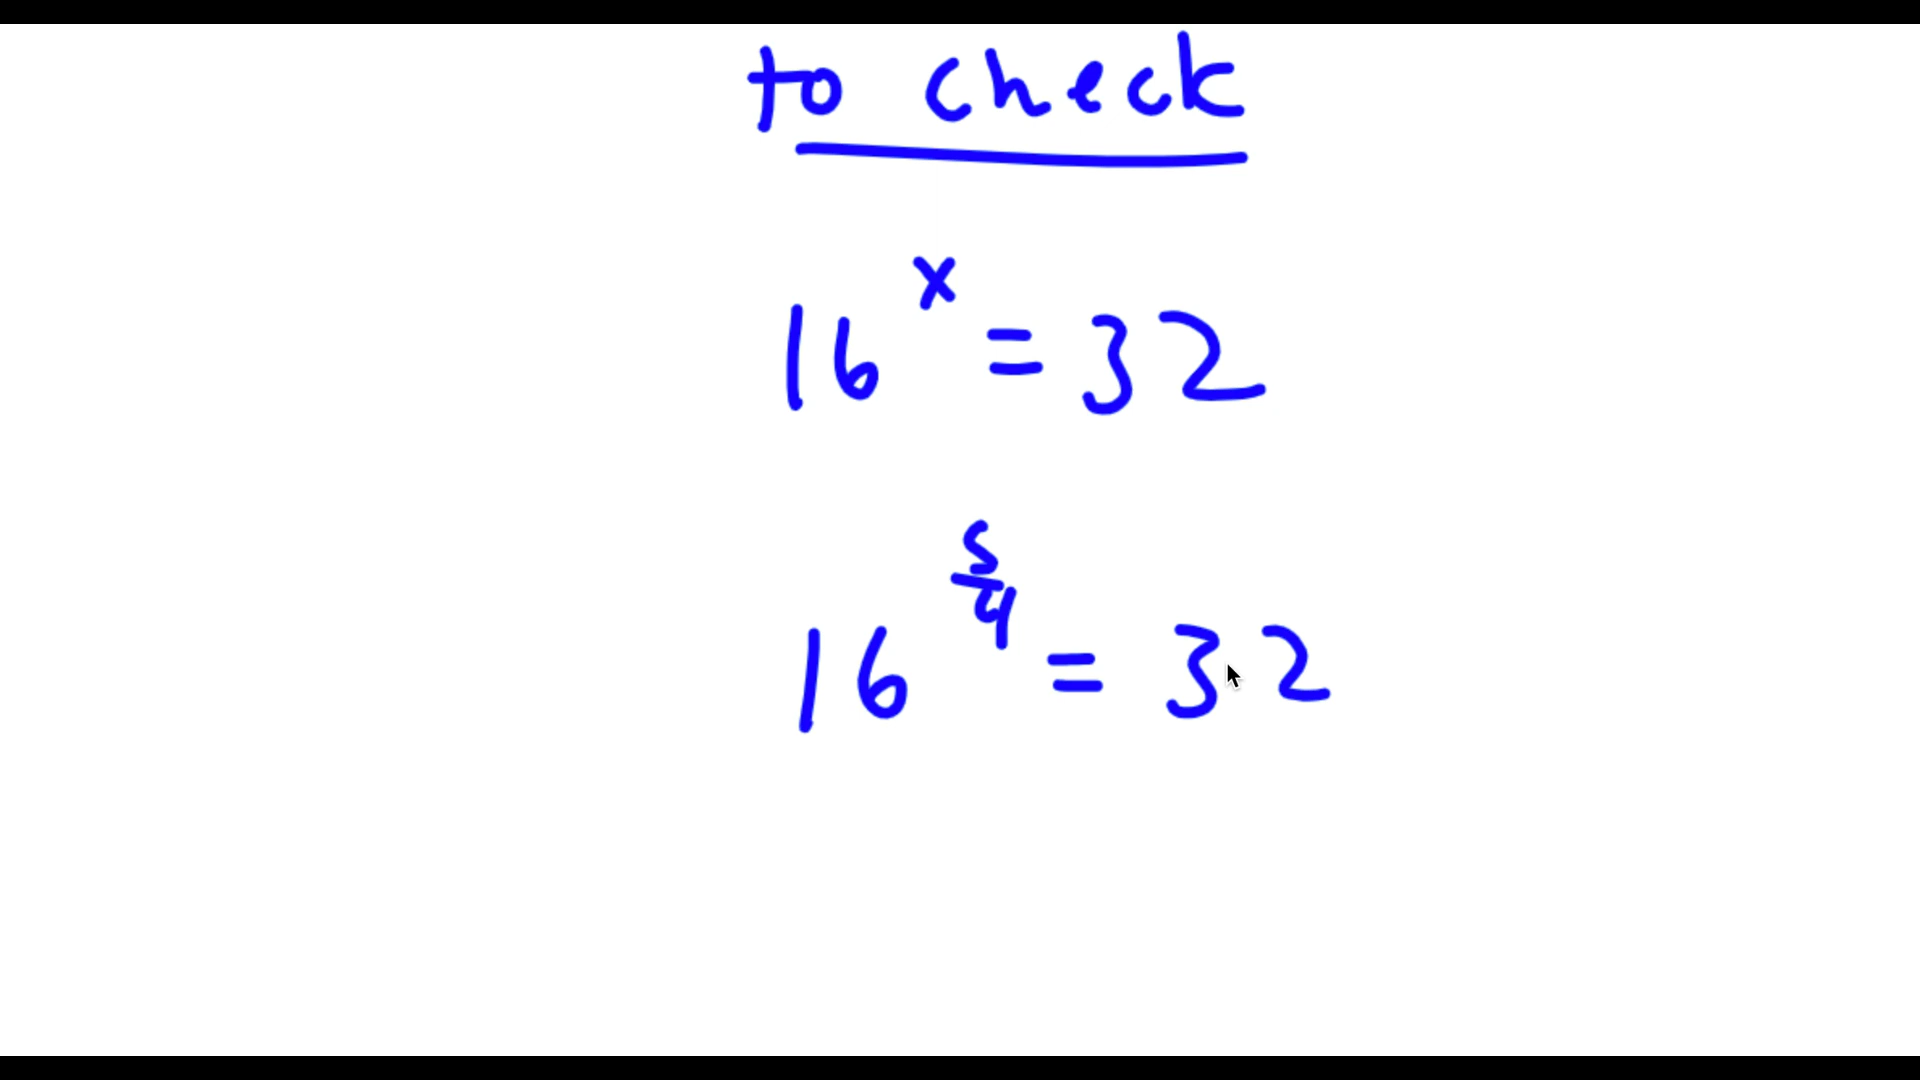 to check
16^x = 32
16^(5/4) = 32